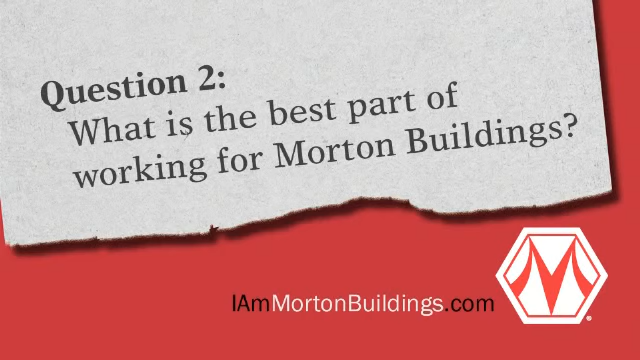 Question 2:
What is the best part of
working for Morton Buildings?
IAmMortonBuildings.com